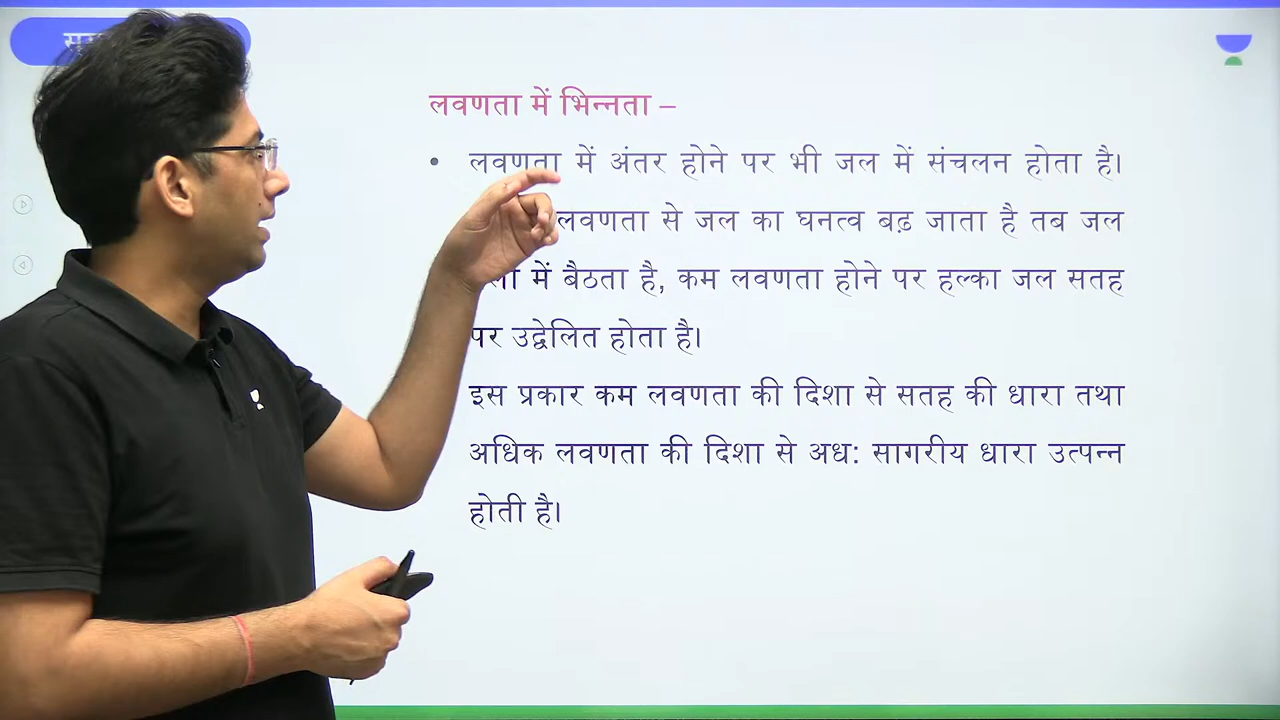 लवणता में भिन्नता –
• लवणता में अंतर होने पर भी जल में संचलन होता है।
लवणता से जल का घनत्व बढ़ जाता है तब जल
में बैठता है, कम लवणता होने पर हल्का जल सतह
पर उद्वेलित होता है।
इस प्रकार कम लवणता की दिशा से सतह की धारा तथा
अधिक लवणता की दिशा से अध: सागरीय धारा उत्पन्न
होती है।